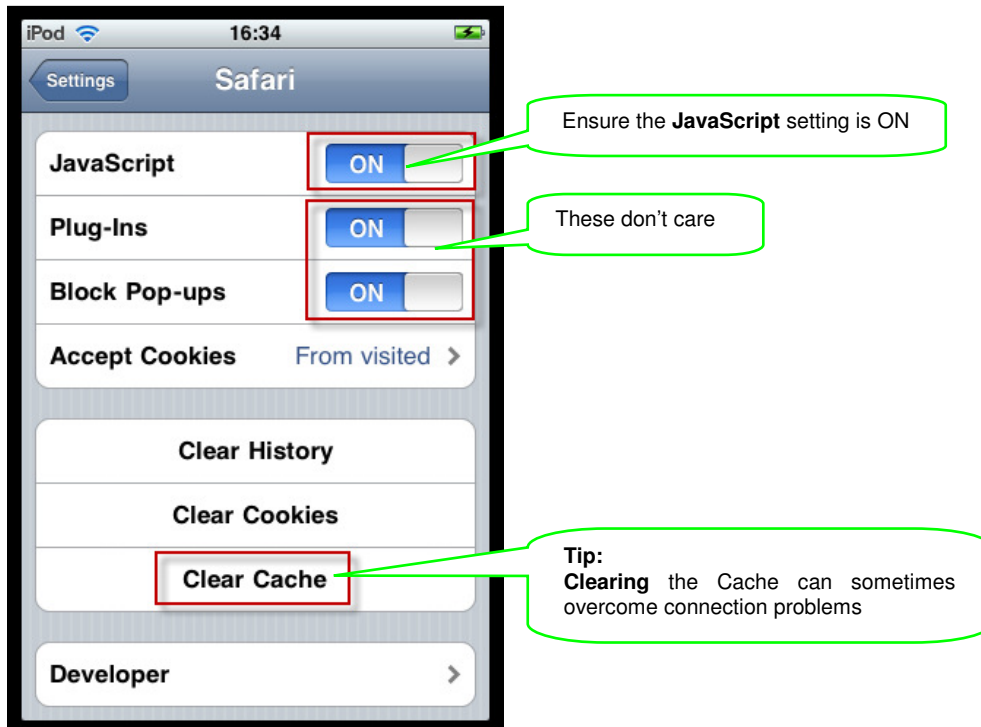 iPod 16:34
Settings Safari
Ensure the JavaScript setting is ON
JavaScript ON
These don’t care
Plug-Ins ON
Block Pop-ups ON
Accept Cookies From visited
Clear History
Clear Cookies
Clear Cache
Tip:
Clearing the Cache can sometimes
overcome connection problems
Developer